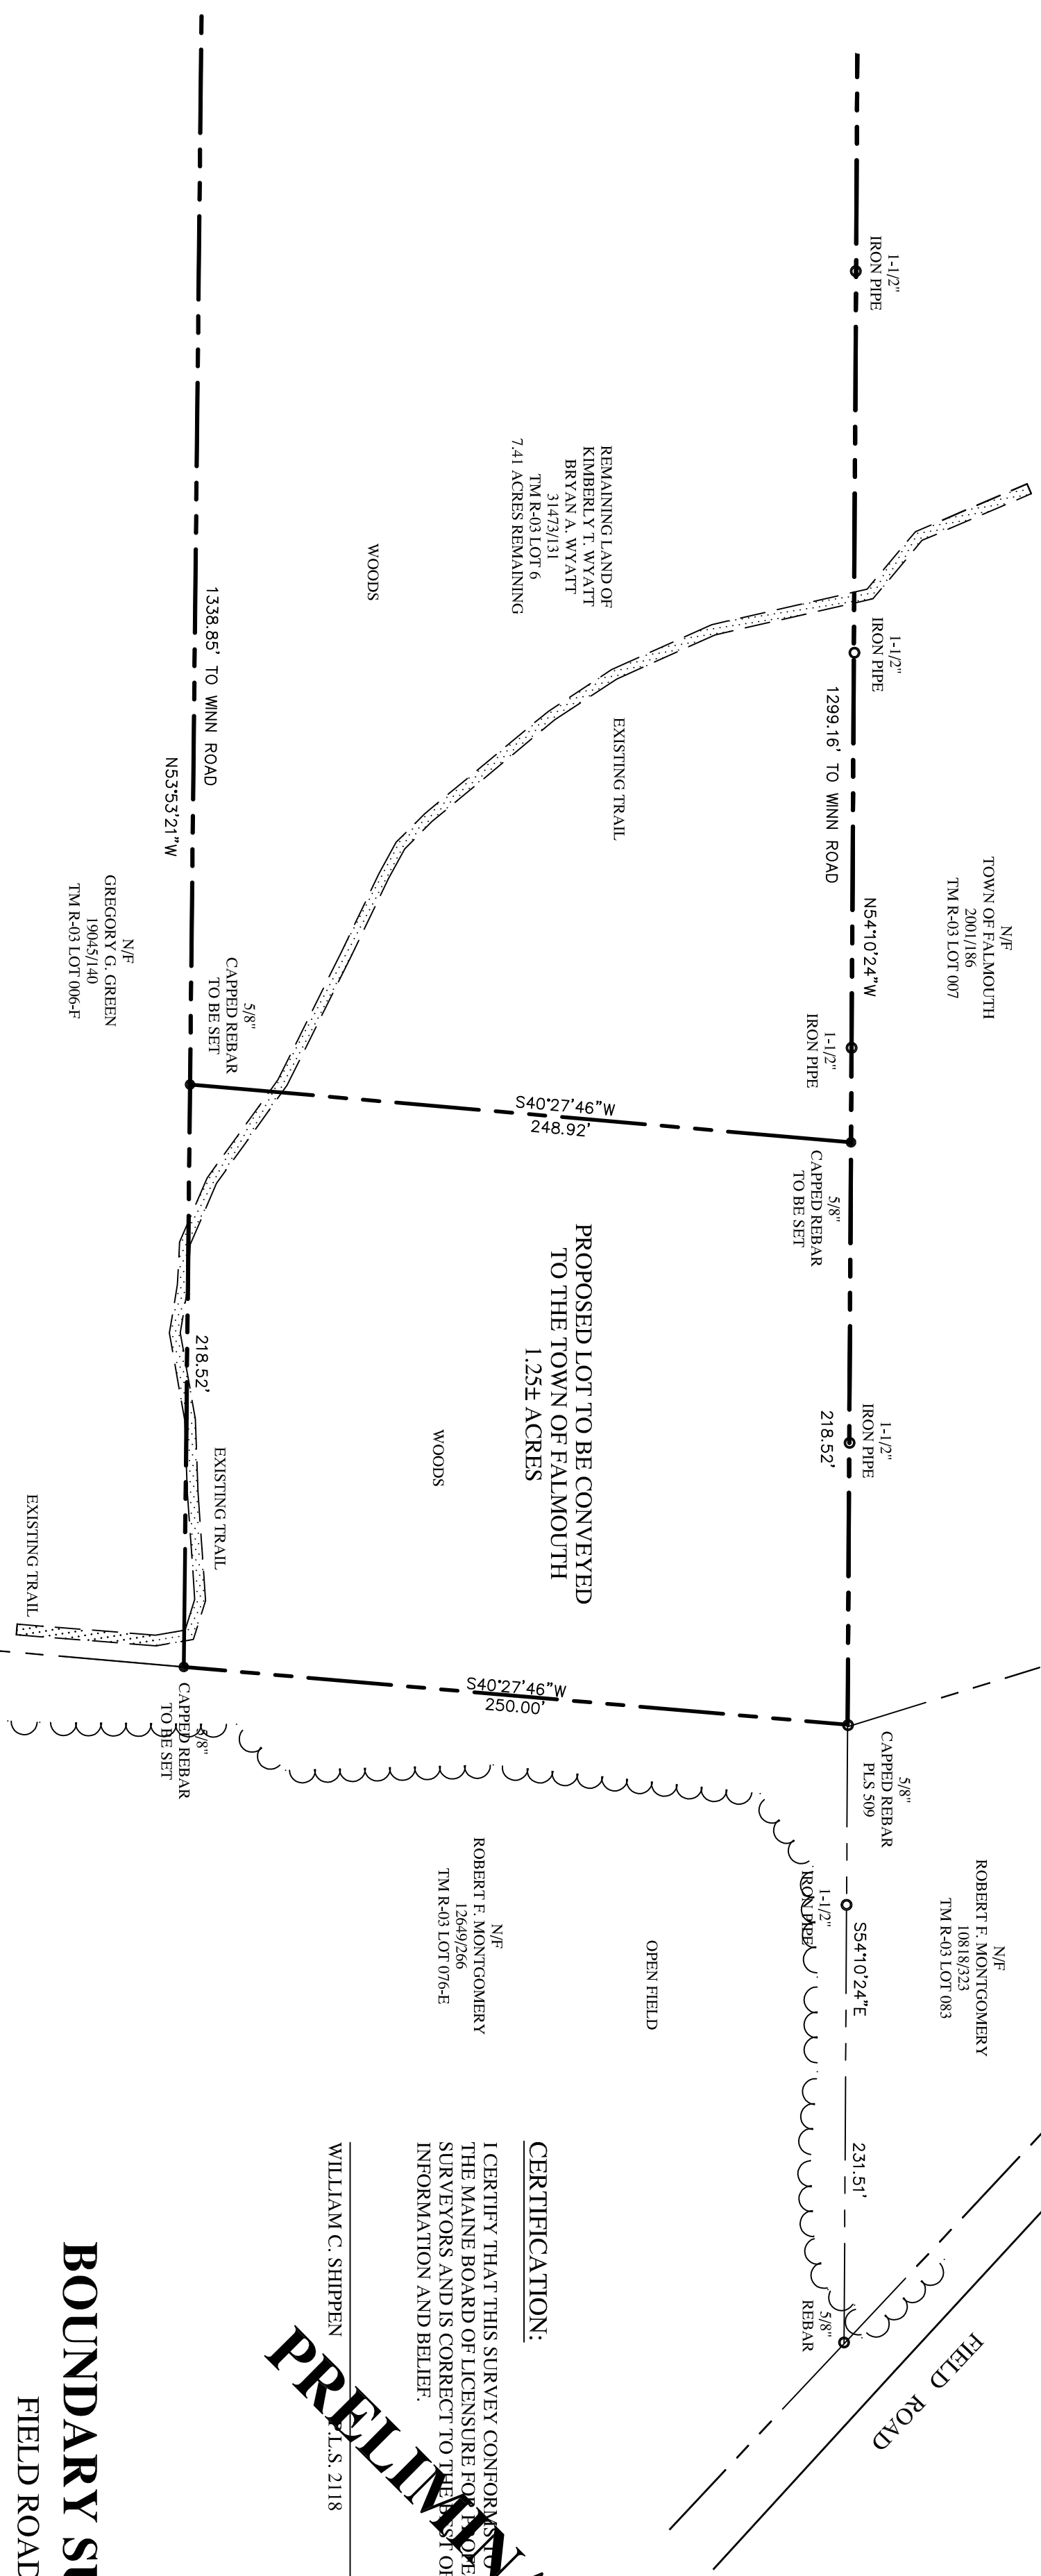 1-1/2"
IRON PIPE
REMAINING LAND OF
KIMBERLY T. WYATT
BRYAN A. WYATT
31473/131
TM R-03 LOT 6
7.41 ACRES REMAINING
WOODS
1-1/2"
IRON PIPE
1299.16' TO WINN ROAD
N54°10'24"W
EXISTING TRAIL
1338.85' TO WINN ROAD
N53°53'21"W
N/F
TOWN OF FALMOUTH
2001/186
TM R-03 LOT 007
N/F
GREGORY G. GREEN
19045/140
TM R-03 LOT 006-F
5/8"
CAPPED REBAR
TO BE SET
1-1/2"
IRON PIPE
S40°27'46"W
248.92'
5/8"
CAPPED REBAR
TO BE SET
PROPOSED LOT TO BE CONVEYED
TO THE TOWN OF FALMOUTH
1.25± ACRES
218.52'
1-1/2"
IRON PIPE
218.52'
WOODS
EXISTING TRAIL
EXISTING TRAIL
S40°27'46"W
250.00'
5/8"
CAPPED REBAR
TO BE SET
5/8"
CAPPED REBAR
PLS 509
1-1/2"
IRON PIPE
N/F
ROBERT F. MONTGOMERY
10818/323
TM R-03 LOT 083
N/F
ROBERT F. MONTGOMERY
12649/266
TM R-03 LOT 076-E
OPEN FIELD
S54°10'24"E
231.51'
5/8"
REBAR
FIELD ROAD
CERTIFICATION:
I CERTIFY THAT THIS SURVEY CONFORMS TO
THE MAINE BOARD OF LICENSURE FOR
SURVEYORS AND IS CORRECT TO THE BEST OF
INFORMATION AND BELIEF.
WILLIAM C. SHIPPEN P.L.S. 2118
PRELIMIN
BOUNDARY SU
FIELD ROAD